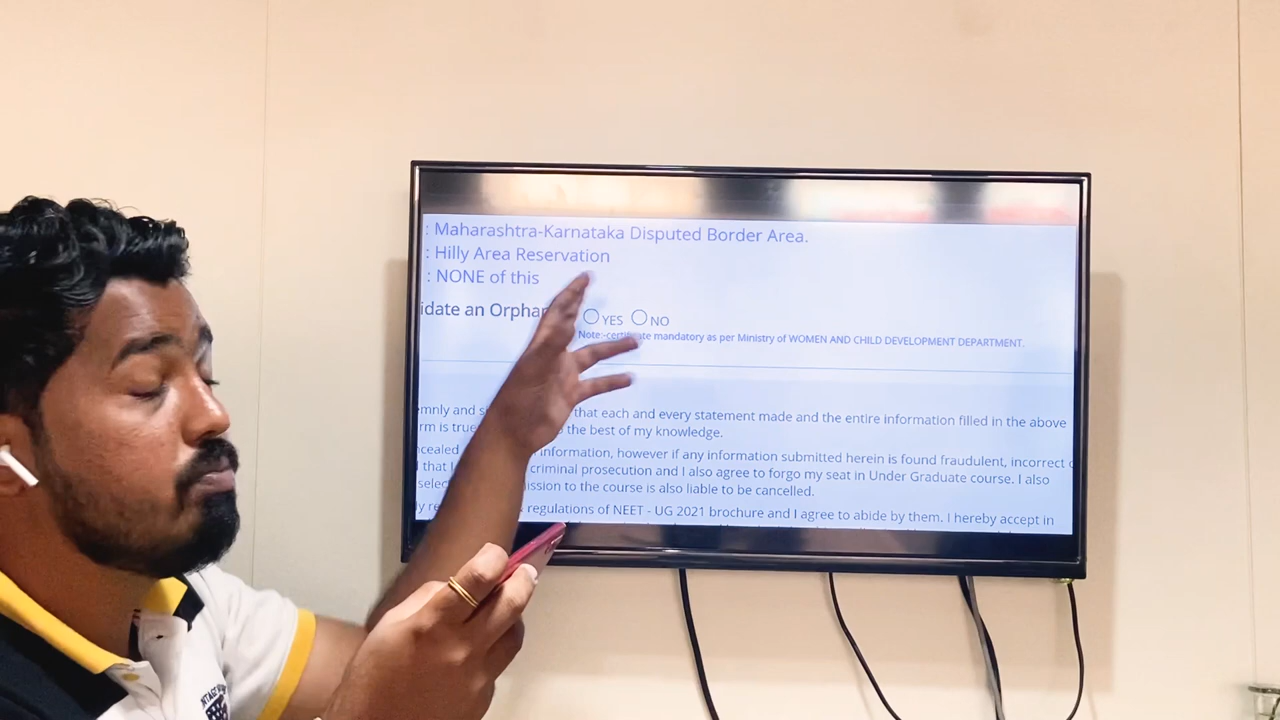 : Maharashtra-Karnataka Disputed Border Area.
: Hilly Area Reservation
: NONE of this
idate an Orphan
YES NO
Note:-certificate mandatory as per Ministry of WOMEN AND CHILD DEVELOPMENT DEPARTMENT.
emnly and that each and every statement made and the entire information filled in the above
rm is true the best of my knowledge.
ncealed information, however if any information submitted herein is found fraudulent, incorrect o
that I criminal prosecution and I also agree to forgo my seat in Under Graduate course. I also
selec ission to the course is also liable to be cancelled.
regulations of NEET - UG 2021 brochure and I agree to abide by them. I hereby accept in